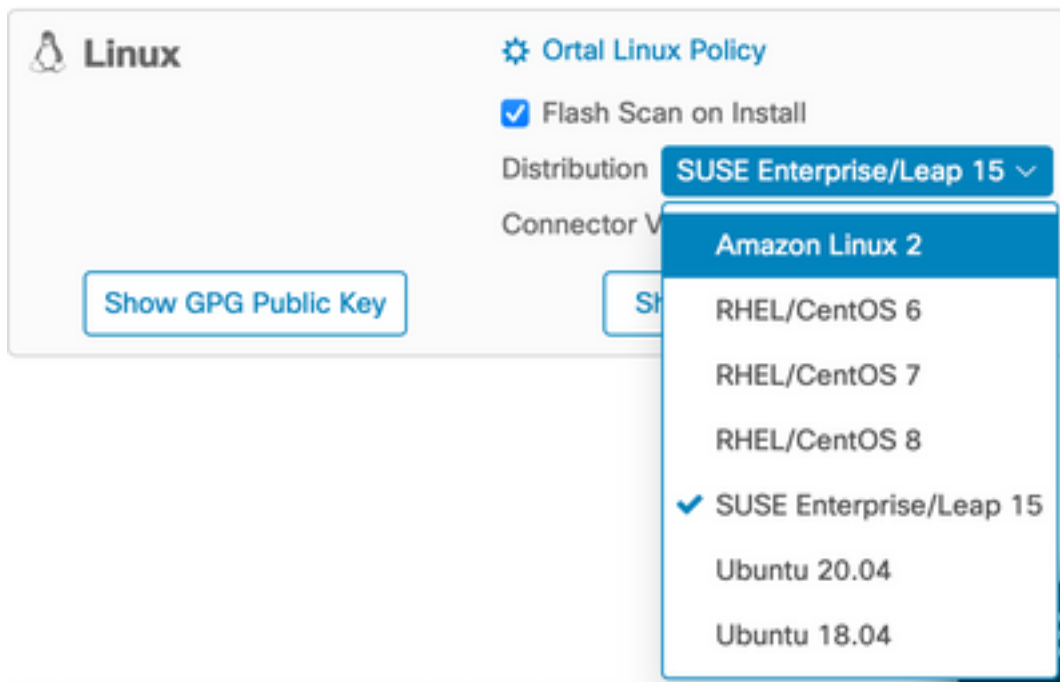 Linux
Ortal Linux Policy
Flash Scan on Install
Distribution SUSE Enterprise/Leap 15
Connector
Show GPG Public Key
Amazon Linux 2
RHEL/CentOS 6
RHEL/CentOS 7
RHEL/CentOS 8
SUSE Enterprise/Leap 15
Ubuntu 20.04
Ubuntu 18.04